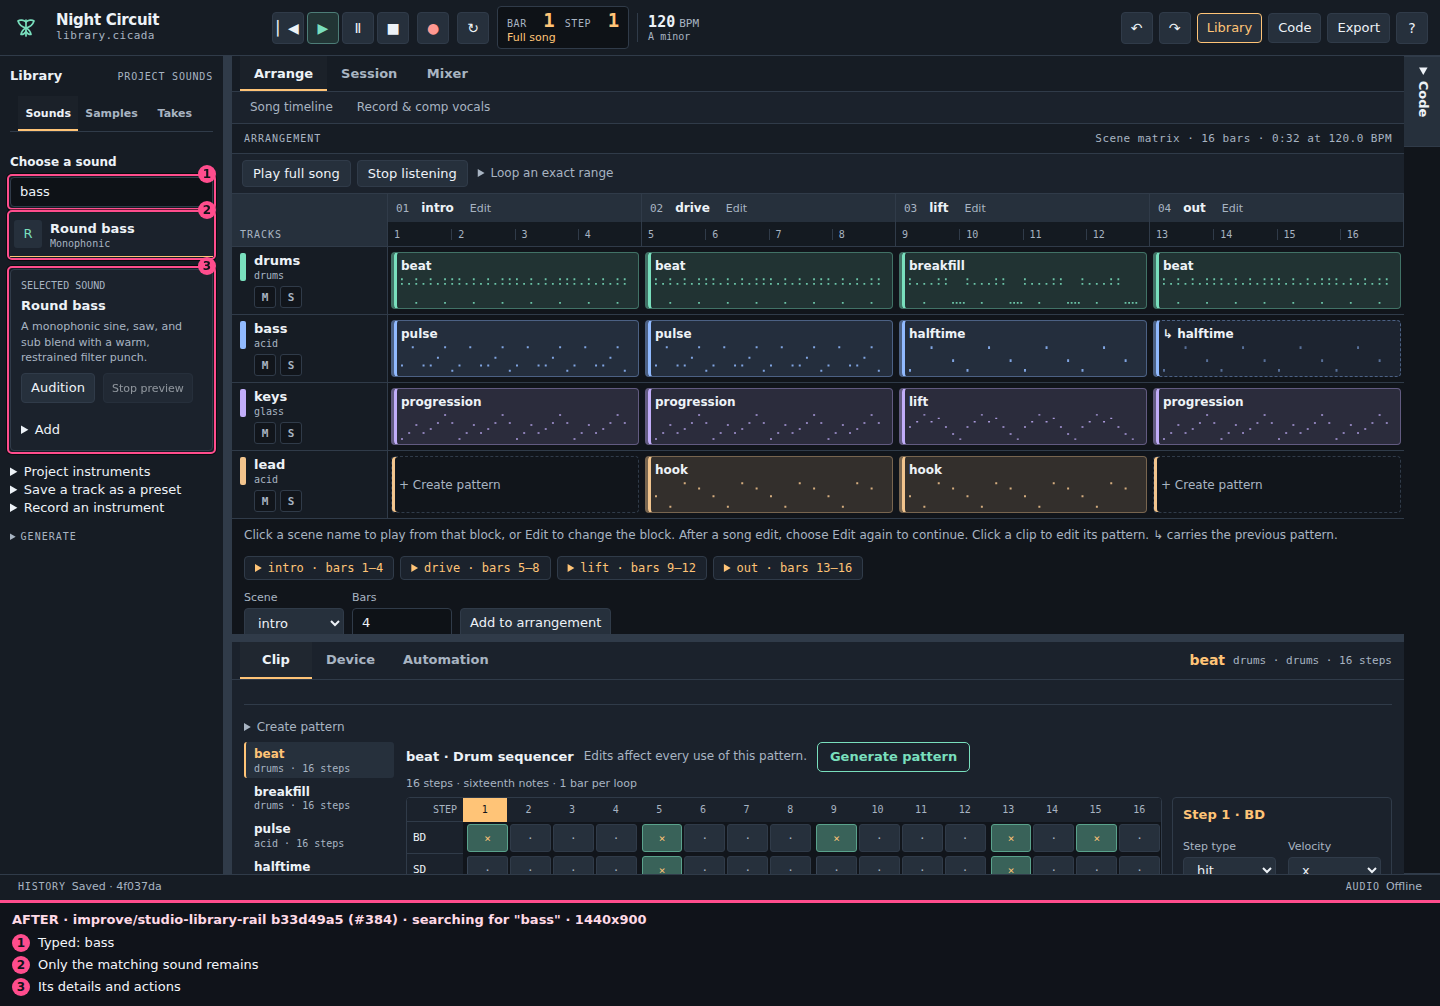 Night Circuit
library.cicada
BAR 1 STEP 1
Full song
120 BPM
A minor
Library
Code
Export
?
Library
PROJECT SOUNDS
Sounds
Samples
Takes
Choose a sound
1
bass
2
R
Round bass
Monophonic
3
SELECTED SOUND
Round bass
A monophonic sine, saw, and
sub blend with a warm,
restrained filter punch.
Audition
Stop preview
▶ Add
▶ Project instruments
▶ Save a track as a preset
▶ Record an instrument
▶ GENERATE
Arrange
Session
Mixer
Song timeline
Record & comp vocals
ARRANGEMENT
Scene matrix · 16 bars · 0:32 at 120.0 BPM
Play full song
Stop listening
▶ Loop an exact range
01 intro Edit
02 drive Edit
03 lift Edit
04 out Edit
TRACKS
1 2 3 4 5 6 7 8 9 10 11 12 13 14 15 16
drums
drums
M S
beat
beat
breakfill
beat
bass
acid
M S
pulse
pulse
halftime
↳ halftime
keys
glass
M S
progression
progression
lift
progression
lead
acid
M S
+ Create pattern
hook
hook
+ Create pattern
Click a scene name to play from that block, or Edit to change the block. After a song edit, choose Edit again to continue. Click a clip to edit its pattern. ↳ carries the previous pattern.
▶ intro · bars 1–4
▶ drive · bars 5–8
▶ lift · bars 9–12
▶ out · bars 13–16
Scene
Bars
intro
4
Add to arrangement
Code
Clip
Device
Automation
beat drums · drums · 16 steps
▶ Create pattern
beat
drums · 16 steps
breakfill
drums · 16 steps
pulse
acid · 16 steps
halftime
beat · Drum sequencer
Edits affect every use of this pattern.
Generate pattern
16 steps · sixteenth notes · 1 bar per loop
STEP 1 2 3 4 5 6 7 8 9 10 11 12 13 14 15 16
BD × · · · × · · · × · · · × · × ·
SD · · · · × · · · · · · · × · · ·
Step 1 · BD
Step type
Velocity
hit
x
HISTORY Saved · 4f037da
AUDIO Offline
AFTER · improve/studio-library-rail b33d49a5 (#384) · searching for "bass" · 1440x900
1 Typed: bass
2 Only the matching sound remains
3 Its details and actions